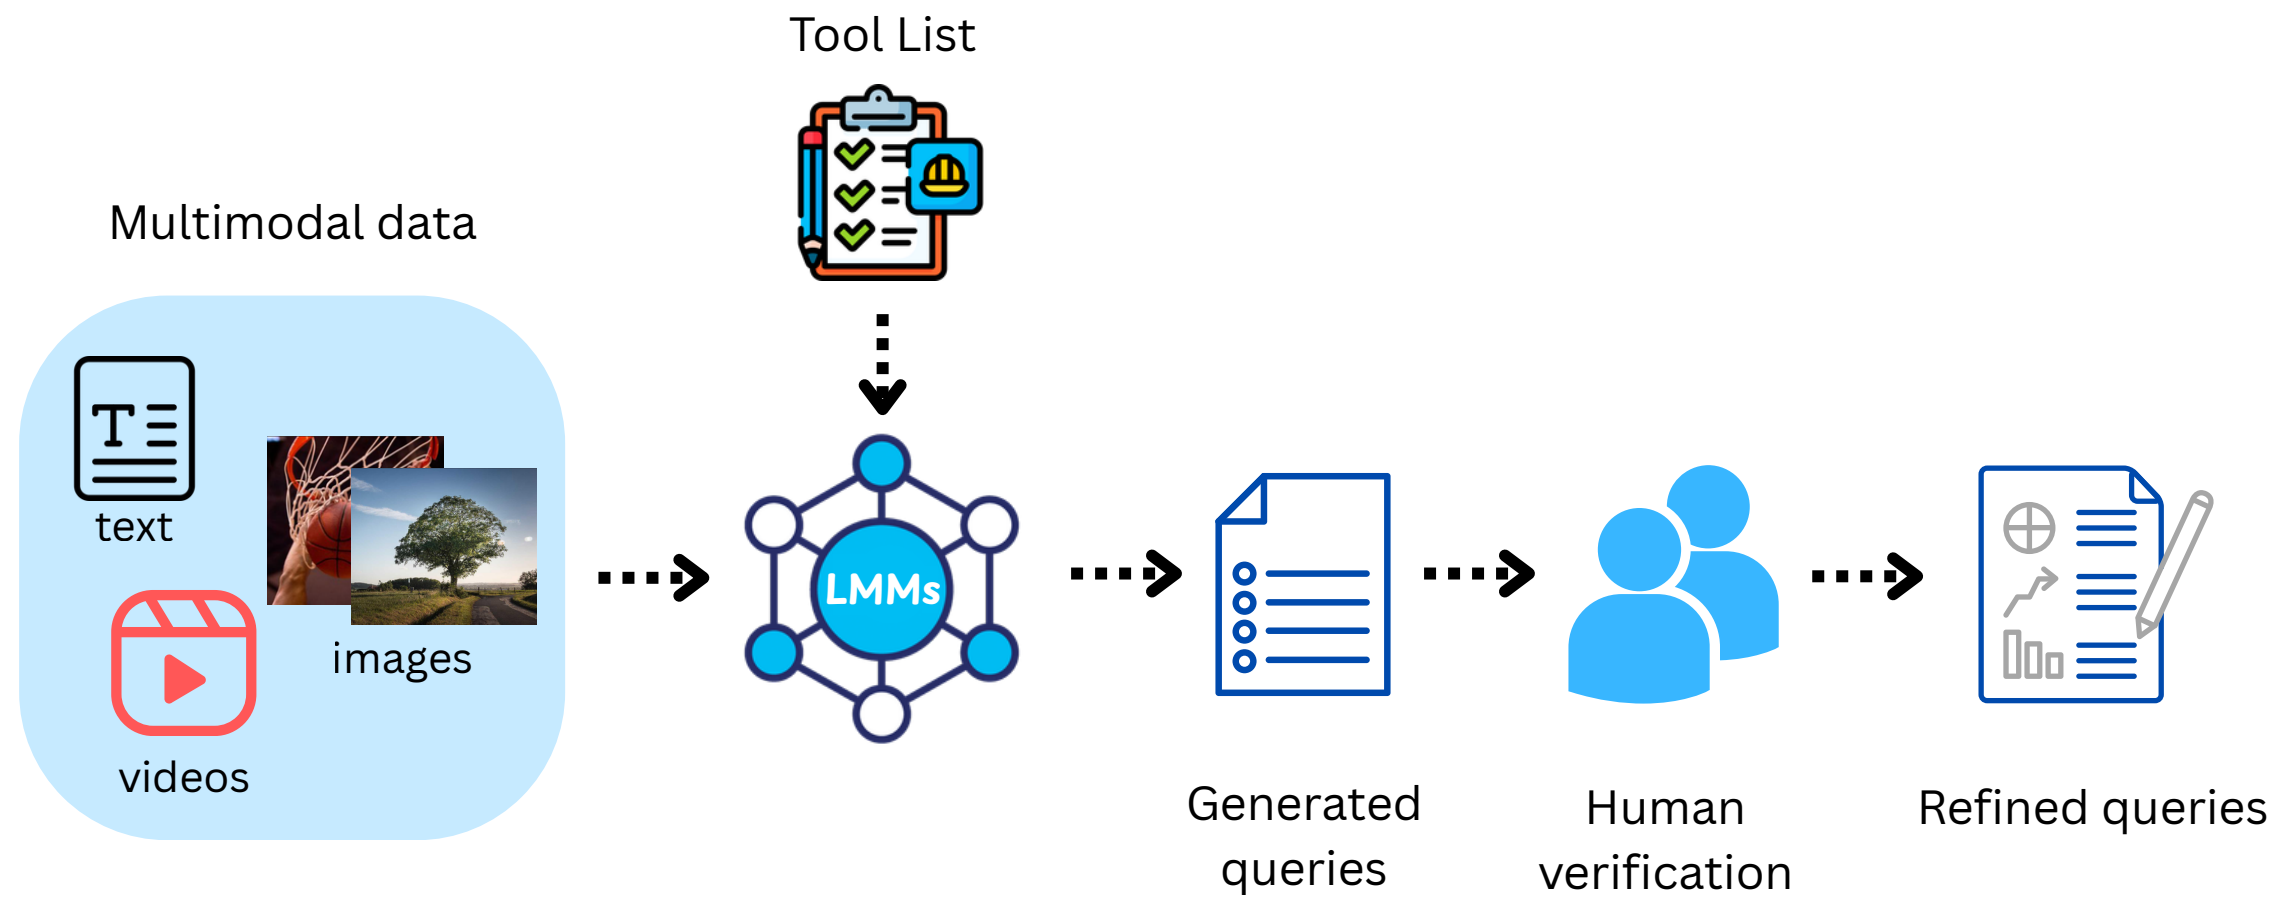 Tool List
Multimodal data
T
text
images
videos
LMMs
Generated
queries
Human
verification
Refined queries